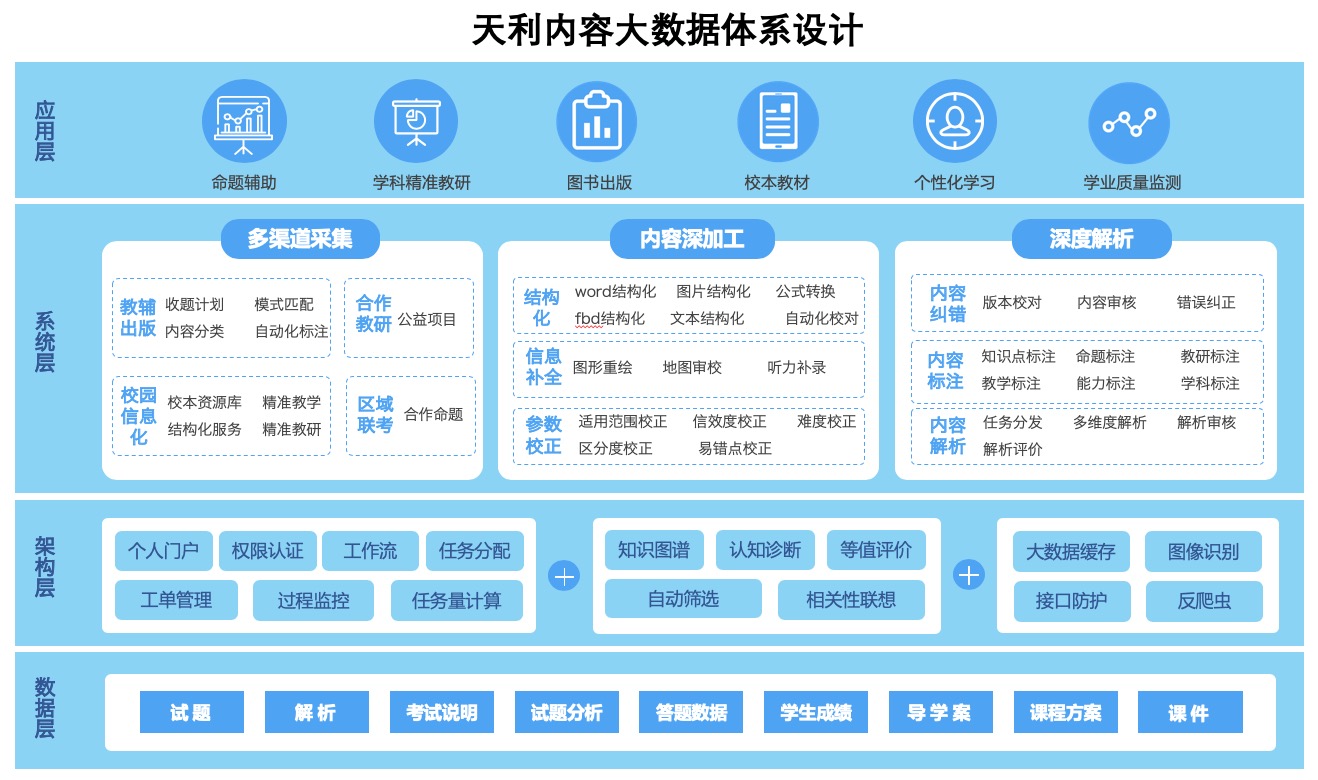 天利内容大数据体系设计
应用层
命题辅助 学科精准教研 图书出版 校本教材 个性化学习 学业质量监测
系统层
多渠道采集
教辅出版
收题计划 模式匹配
内容分类 自动化标注
合作教研
公益项目
校园信息化
校本资源库 精准教学
结构化服务 精准教研
区域联考
合作命题
内容深加工
结构化
word结构化 图片结构化 公式转换
fbd结构化 文本结构化 自动化校对
信息补全
图形重绘 地图审校 听力补录
参数校正
适用范围校正 信效度校正 难度校正
区分度校正 易错点校正
深度解析
内容纠错
版本校对 内容审核 错误纠正
内容标注
知识点标注 命题标注 教研标注
教学标注 能力标注 学科标注
内容解析
任务分发 多维度解析 解析审核
解析评价
架构层
个人门户 权限认证 工作流 任务分配
工单管理 过程监控 任务量计算
知识图谱 认知诊断 等值评价
自动筛选 相关性联想
大数据缓存 图像识别
接口防护 反爬虫
数据层
试题 解析 考试说明 试题分析 答题数据 学生成绩 导学案 课程方案 课件